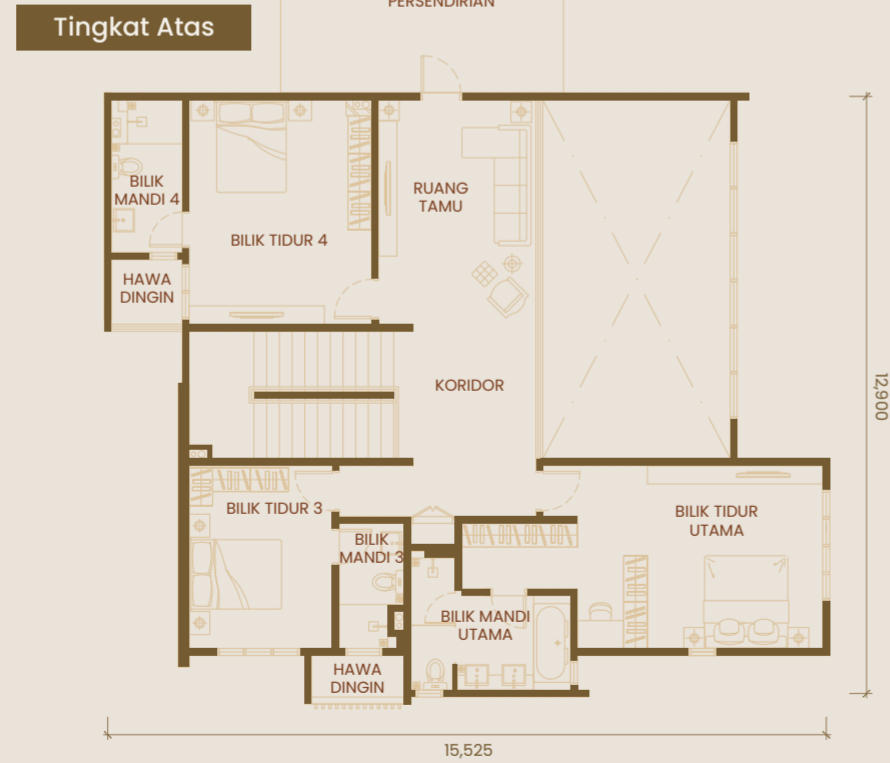 PERSENDIRIAN
Tingkat Atas
BILIK
MANDI 4
BILIK TIDUR 4
RUANG
TAMU
HAWA
DINGIN
KORIDOR
12,900
BILIK TIDUR 3
BILIK
MANDI 3
BILIK TIDUR
UTAMA
BILIK MANDI
UTAMA
HAWA
DINGIN
15,525